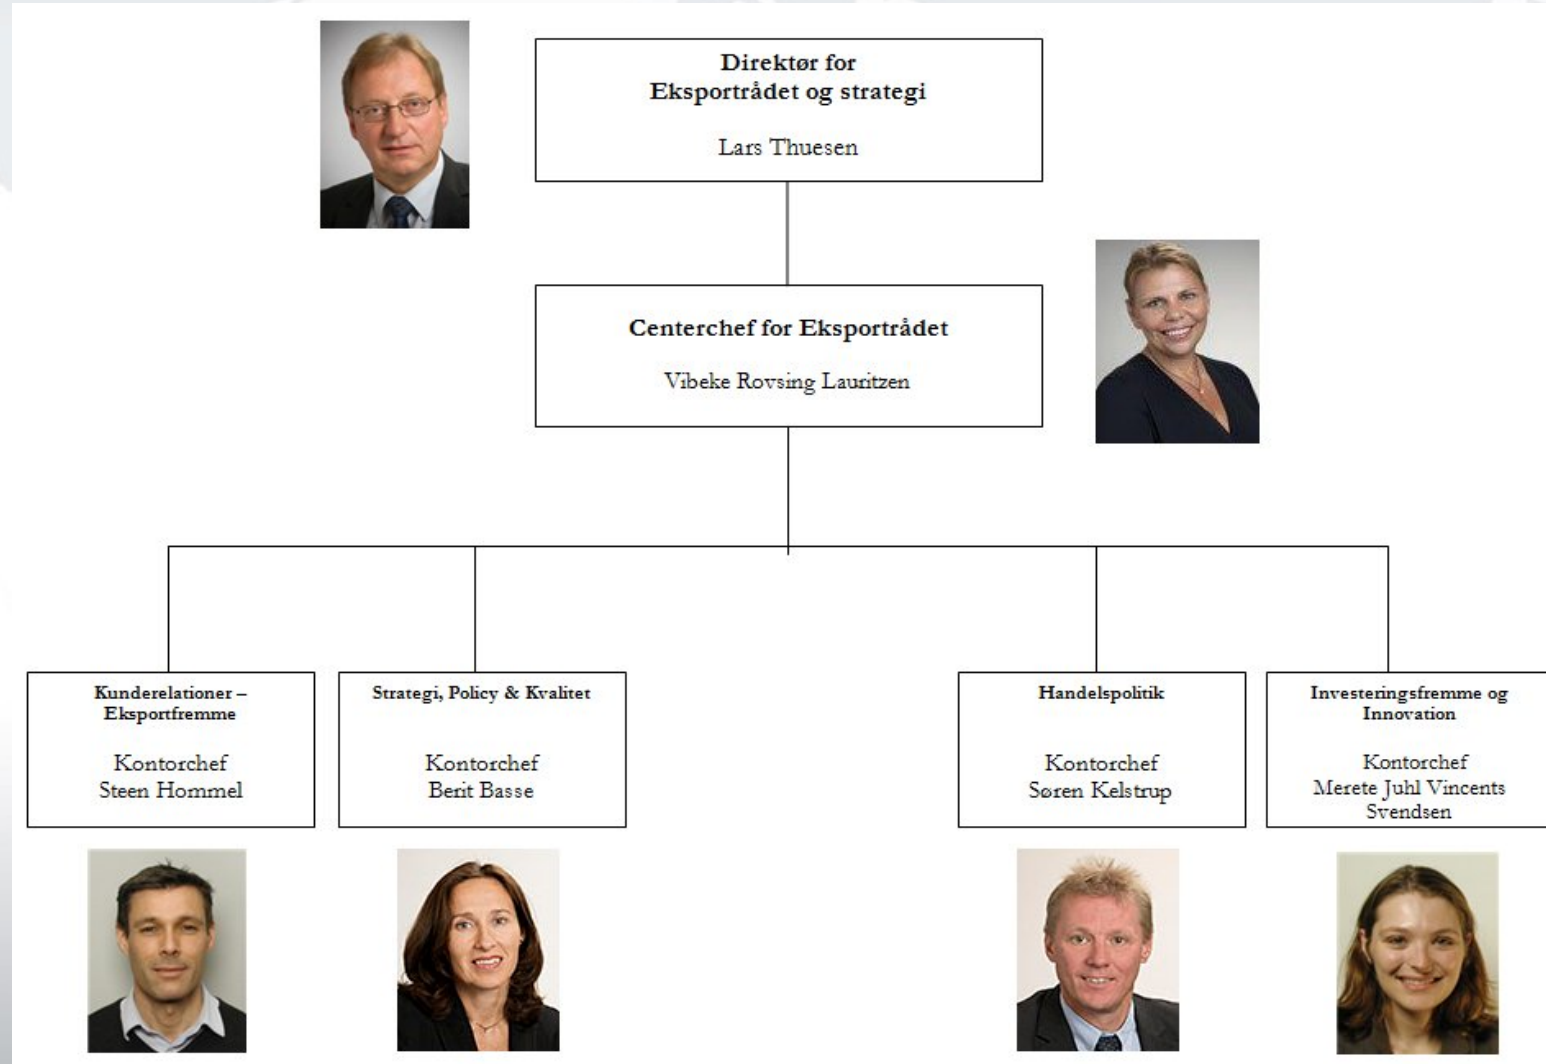 Direktør for
Eksportrådet og strategi
Lars Thuesen
Centerchef for Eksportrådet
Vibeke Rovsing Lauritzen
Kunderelationer –
Eksportfremme
Kontorchef
Steen Hommel
Strategi, Policy & Kvalitet
Kontorchef
Berit Basse
Handelspolitik
Kontorchef
Søren Kelstrup
Investeringsfremme og
Innovation
Kontorchef
Merete Juhl Vincents
Svendsen